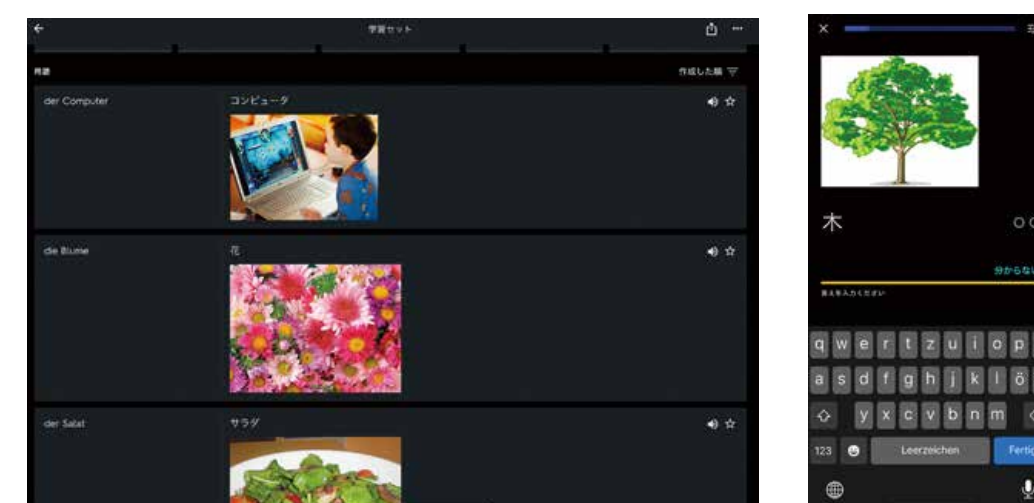 学習セット
用語
作成した順
der Computer
コンピュータ
die Blume
花
der Salat
サラダ
木
分からない
答えを入力ください
q w e r t z u i o p
a s d f g h j k l ö
y x c v b n m
123
Leerzeichen
Fertig